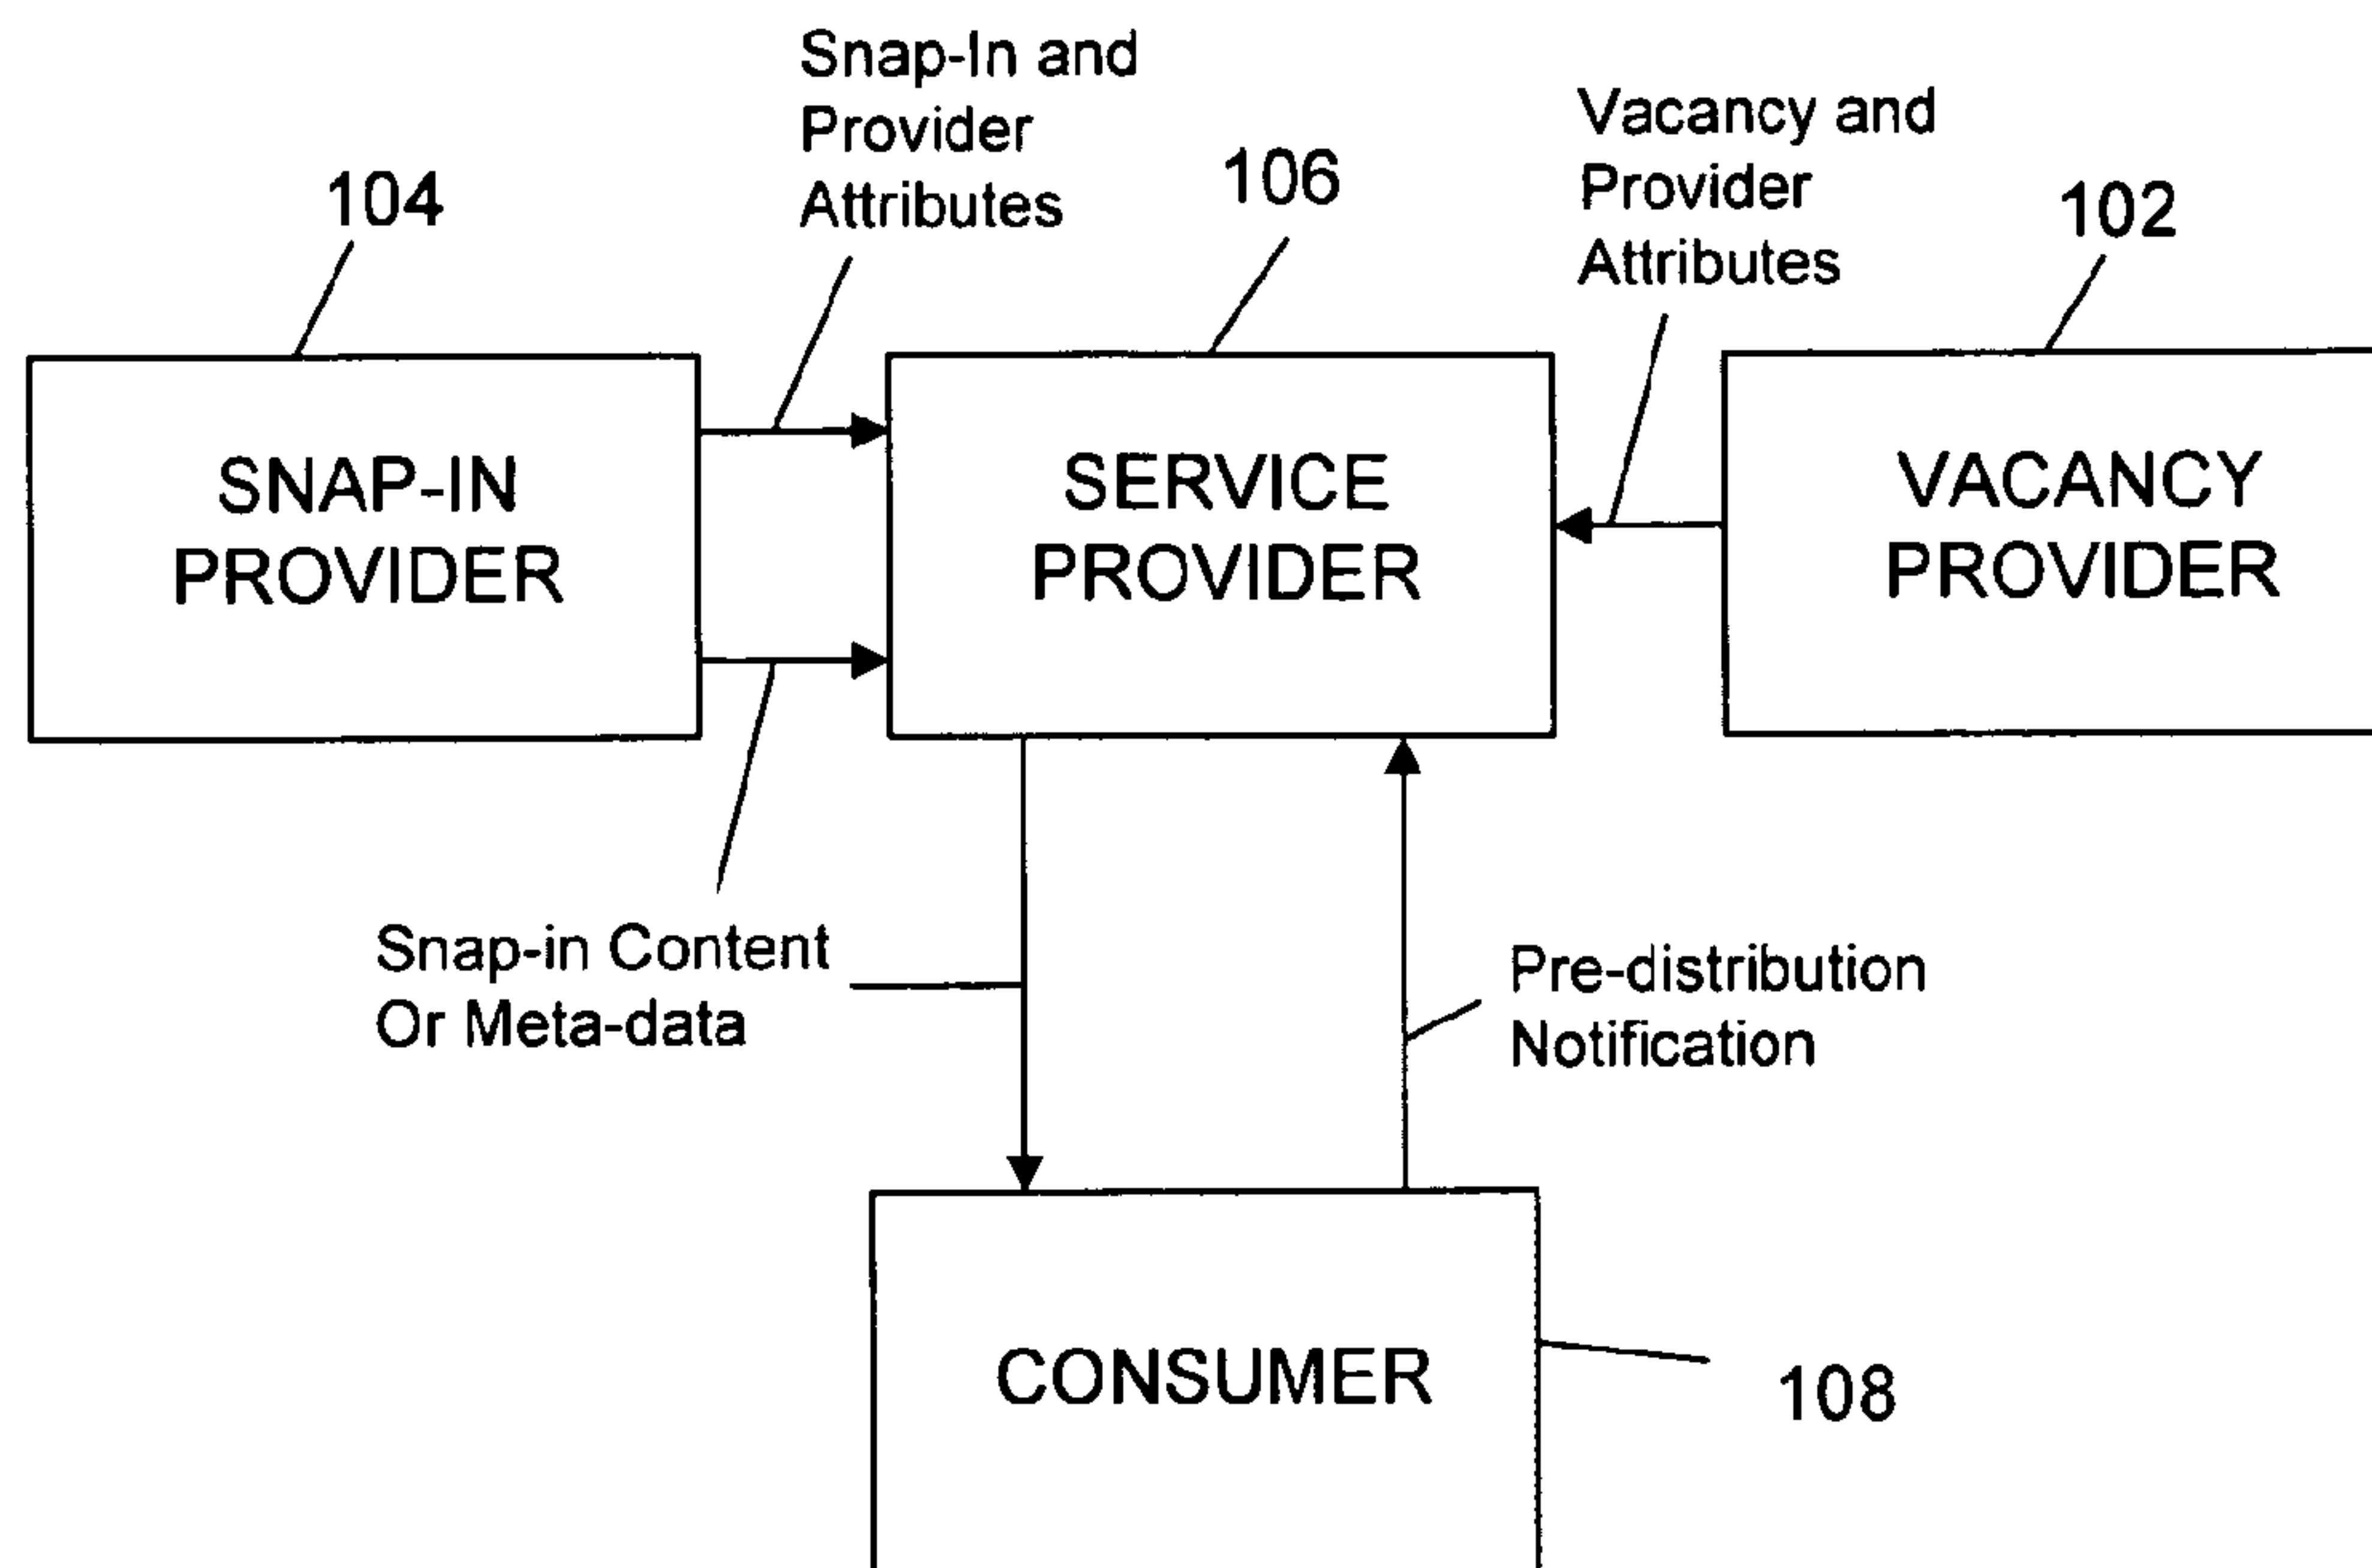 Snap-In and
Provider
Attributes
Vacancy and
Provider
Attributes
104
106
102
SNAP-IN
PROVIDER
SERVICE
PROVIDER
VACANCY
PROVIDER
Snap-in Content
Or Meta-data
Pre-distribution
Notification
CONSUMER
108